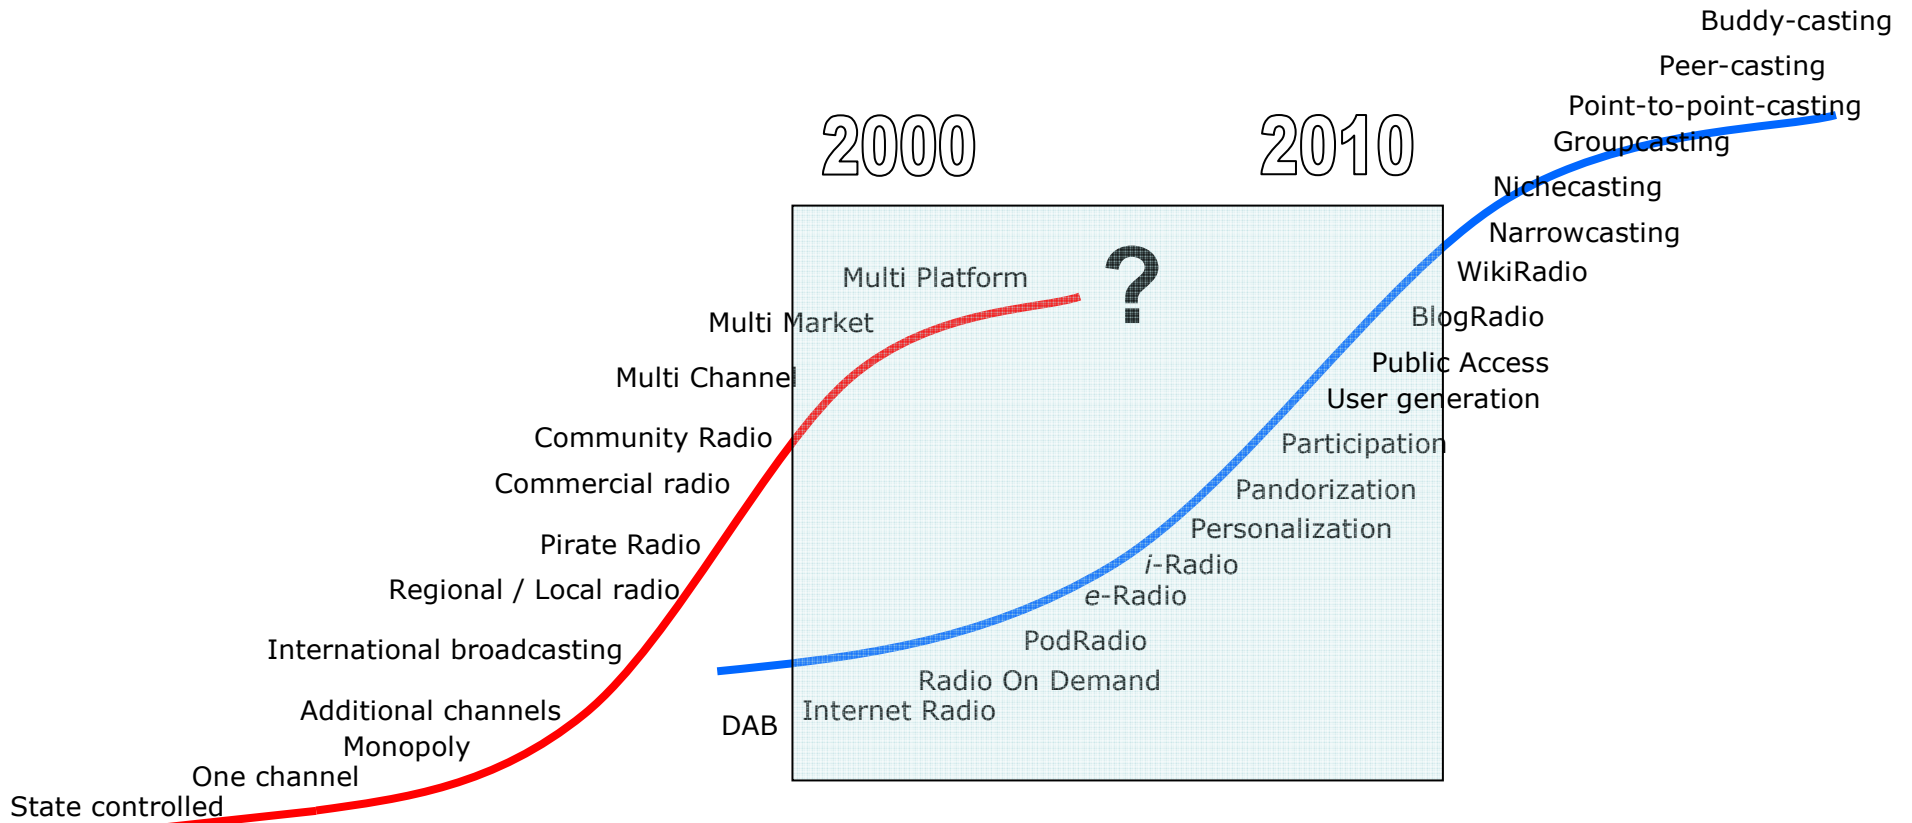 Buddy-casting
Peer-casting
Point-to-point-casting
2000
2010
Groupcasting
Nichecasting
Narrowcasting
?
WikiRadio
Multi Platform
BlogRadio
Multi Market
Public Access
Multi Channel
User generation
Community Radio
Participation
Commercial radio
Pandorization
Personalization
Pirate Radio
i-Radio
Regional / Local radio
e-Radio
PodRadio
International broadcasting
Radio On Demand
Additional channels
Internet Radio
DAB
Monopoly
One channel
State controlled